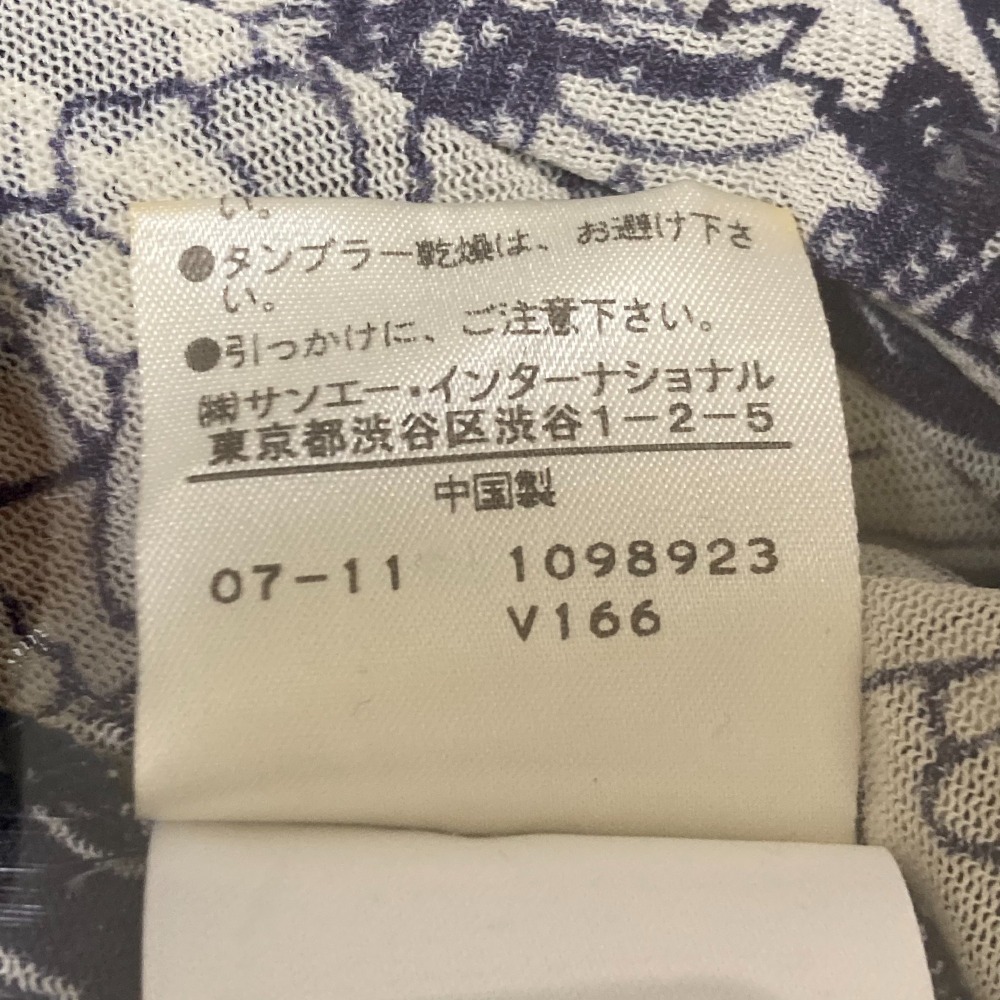 い。
●タンブラー乾燥は、お避け下さ
い。
●引っかけに、ご注意下さい。
㈱サンエー・インターナショナル
東京都渋谷区渋谷1-2-5
中国製
07-11 1098923
V166